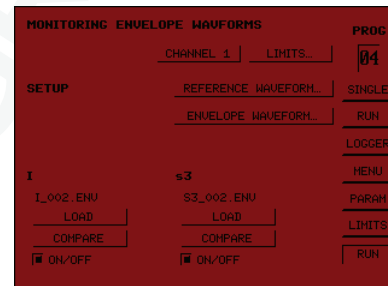 MONITORING ENVELOPE WAVFORMS
PROG
CHANNEL 1 LIMITS…
04
SETUP
REFERENCE WAVEFORM…
SINGLE
ENVELOPE WAVEFORM…
RUN
LOGGER
I
s3
MENU
I_002.ENV
S3_002.ENV
PARAM
LOAD
LOAD
LIMITS
COMPARE
COMPARE
ON/OFF
ON/OFF
RUN